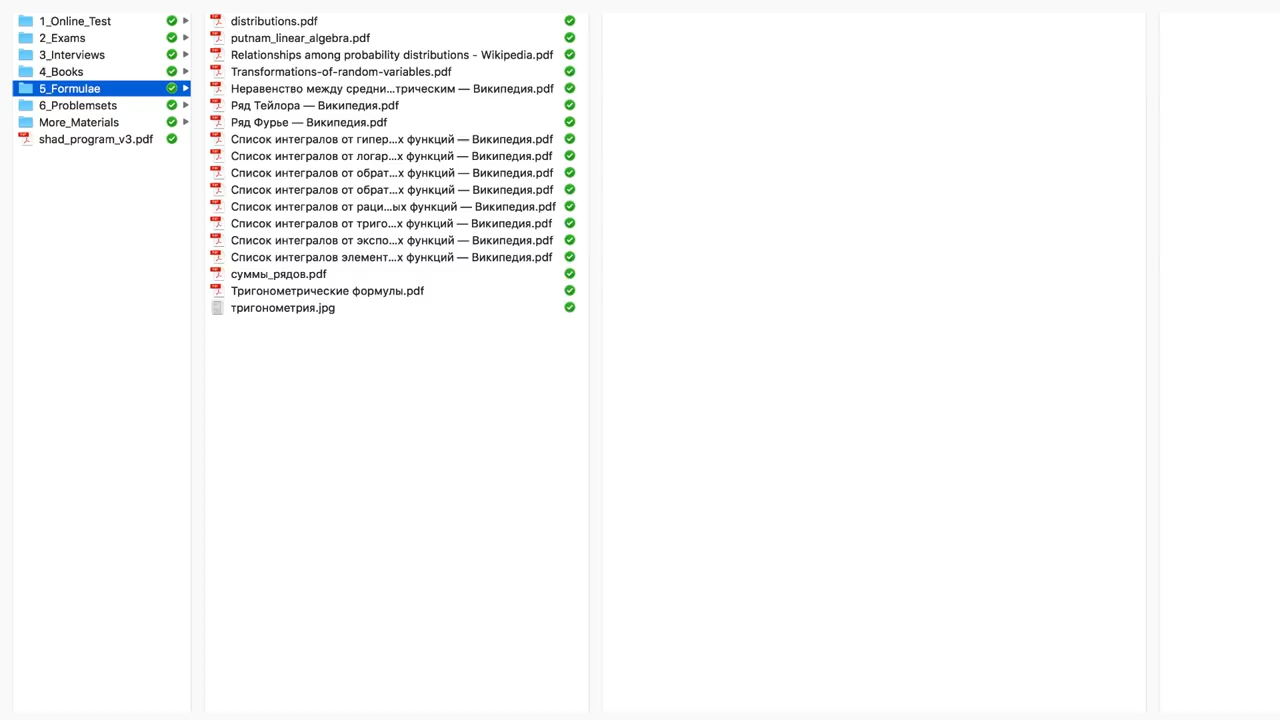 1_Online_Test
2_Exams
3_Interviews
4_Books
5_Formulae
6_Problemsets
More_Materials
shad_program_v3.pdf
distributions.pdf
putnam_linear_algebra.pdf
Relationships among probability distributions - Wikipedia.pdf
Transformations-of-random-variables.pdf
Неравенство между средни...трическим — Википедия.pdf
Ряд Тейлора — Википедия.pdf
Ряд Фурье — Википедия.pdf
Список интегралов от гипер...х функций — Википедия.pdf
Список интегралов от логар...х функций — Википедия.pdf
Список интегралов от обрат...х функций — Википедия.pdf
Список интегралов от обрат...х функций — Википедия.pdf
Список интегралов от раци...ых функций — Википедия.pdf
Список интегралов от триго...х функций — Википедия.pdf
Список интегралов от экспо...х функций — Википедия.pdf
Список интегралов элемент...х функций — Википедия.pdf
суммы_рядов.pdf
Тригонометрические формулы.pdf
тригонометрия.jpg